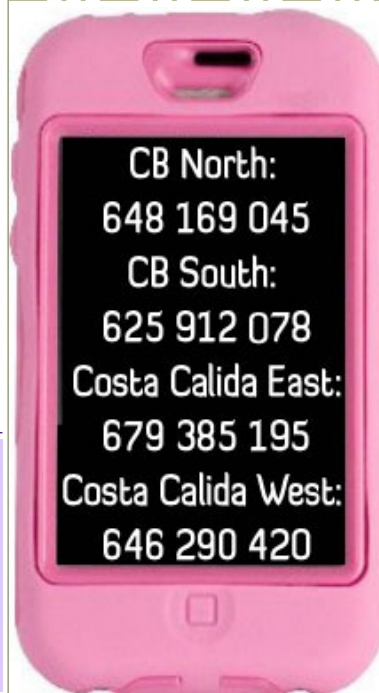 CB North:
648 169 045
CB South:
625 912 078
Costa Calida East:
679 385 195
Costa Calida West:
646 290 420